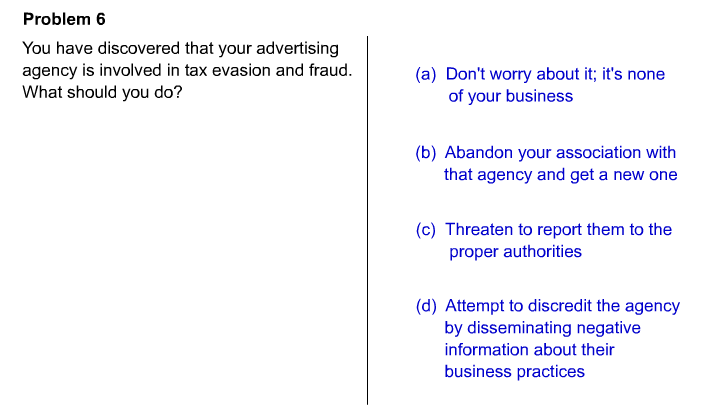 Problem 6
You have discovered that your advertising
agency is involved in tax evasion and fraud.
What should you do?
(a) Don't worry about it; it's none
of your business
(b) Abandon your association with
that agency and get a new one
(c) Threaten to report them to the
proper authorities
(d) Attempt to discredit the agency
by disseminating negative
information about their
business practices